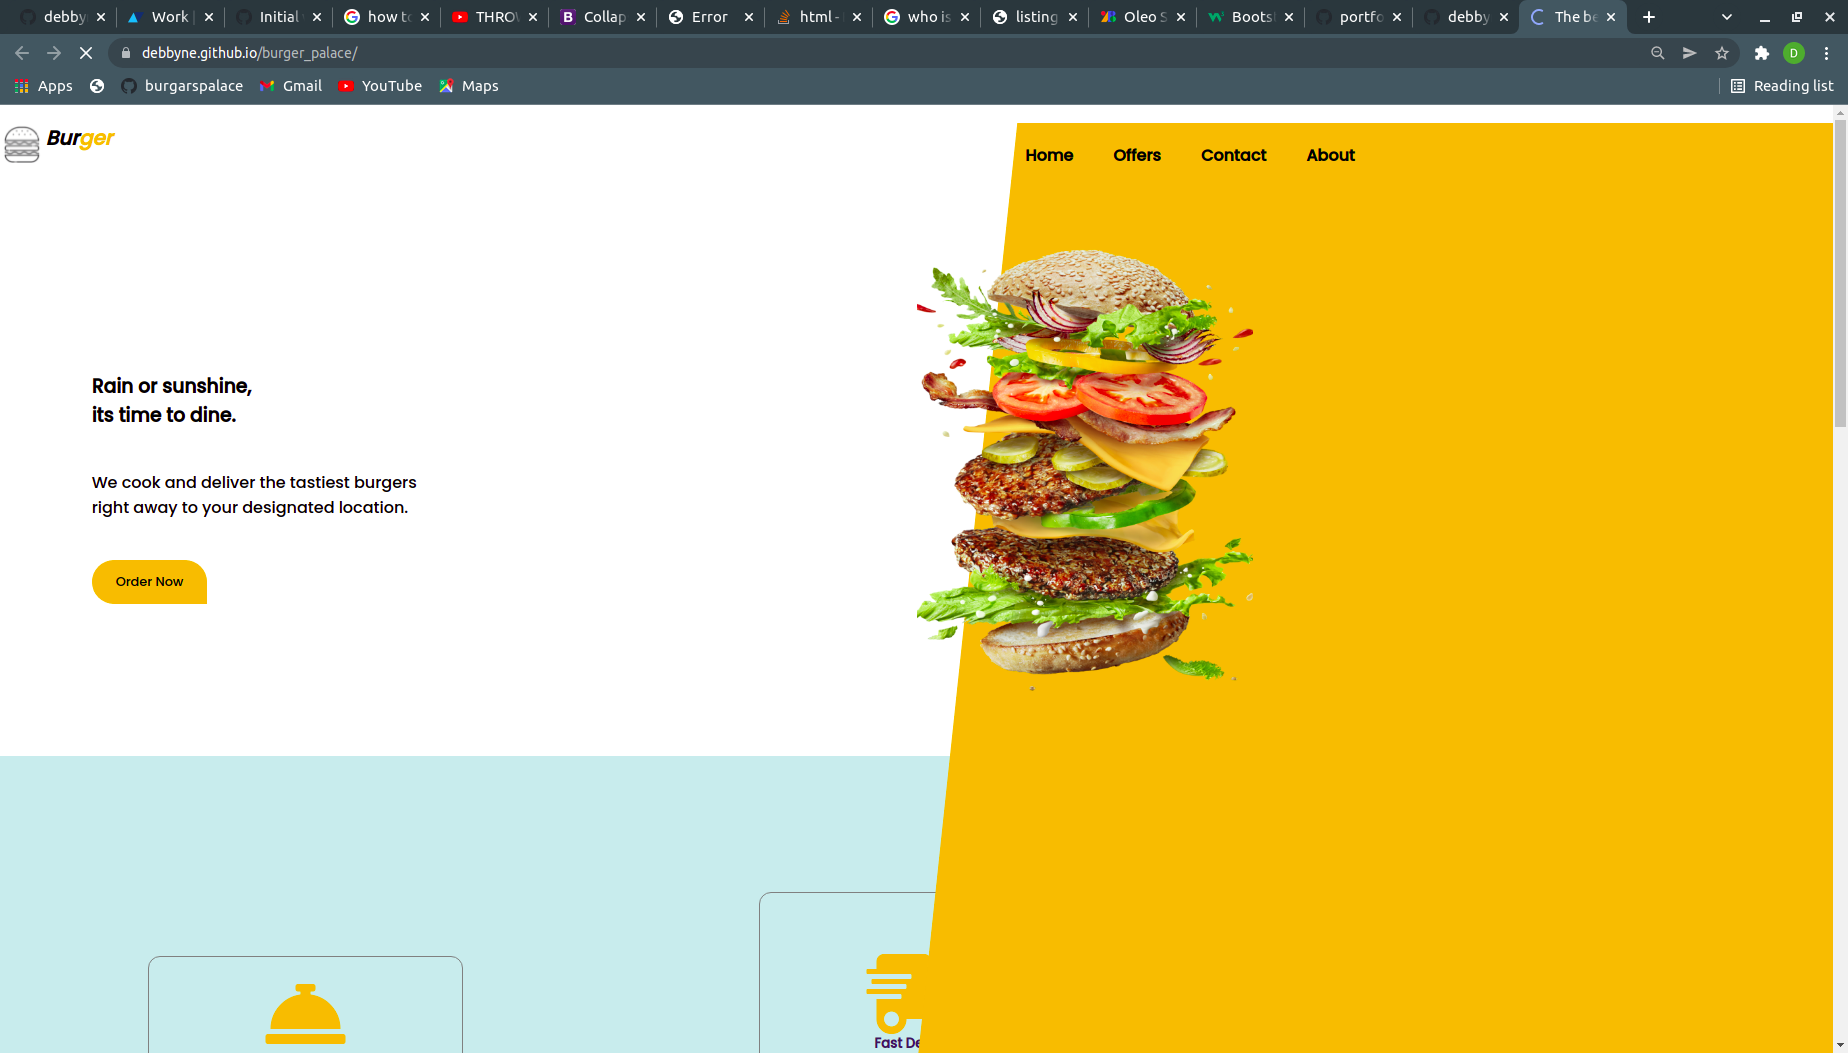 debby
Work
Initial
how to
THROW
Collap
Error
html -
who is
listing
Oleo S
Boots
portfo
debby
The be
debbyne.github.io/burger_palace/
D
Apps
burgarspalace
Gmail
YouTube
Maps
Reading list
Burger
Home
Offers
Contact
About
Rain or sunshine,
its time to dine.
We cook and deliver the tastiest burgers
right away to your designated location.
Order Now
Fast De